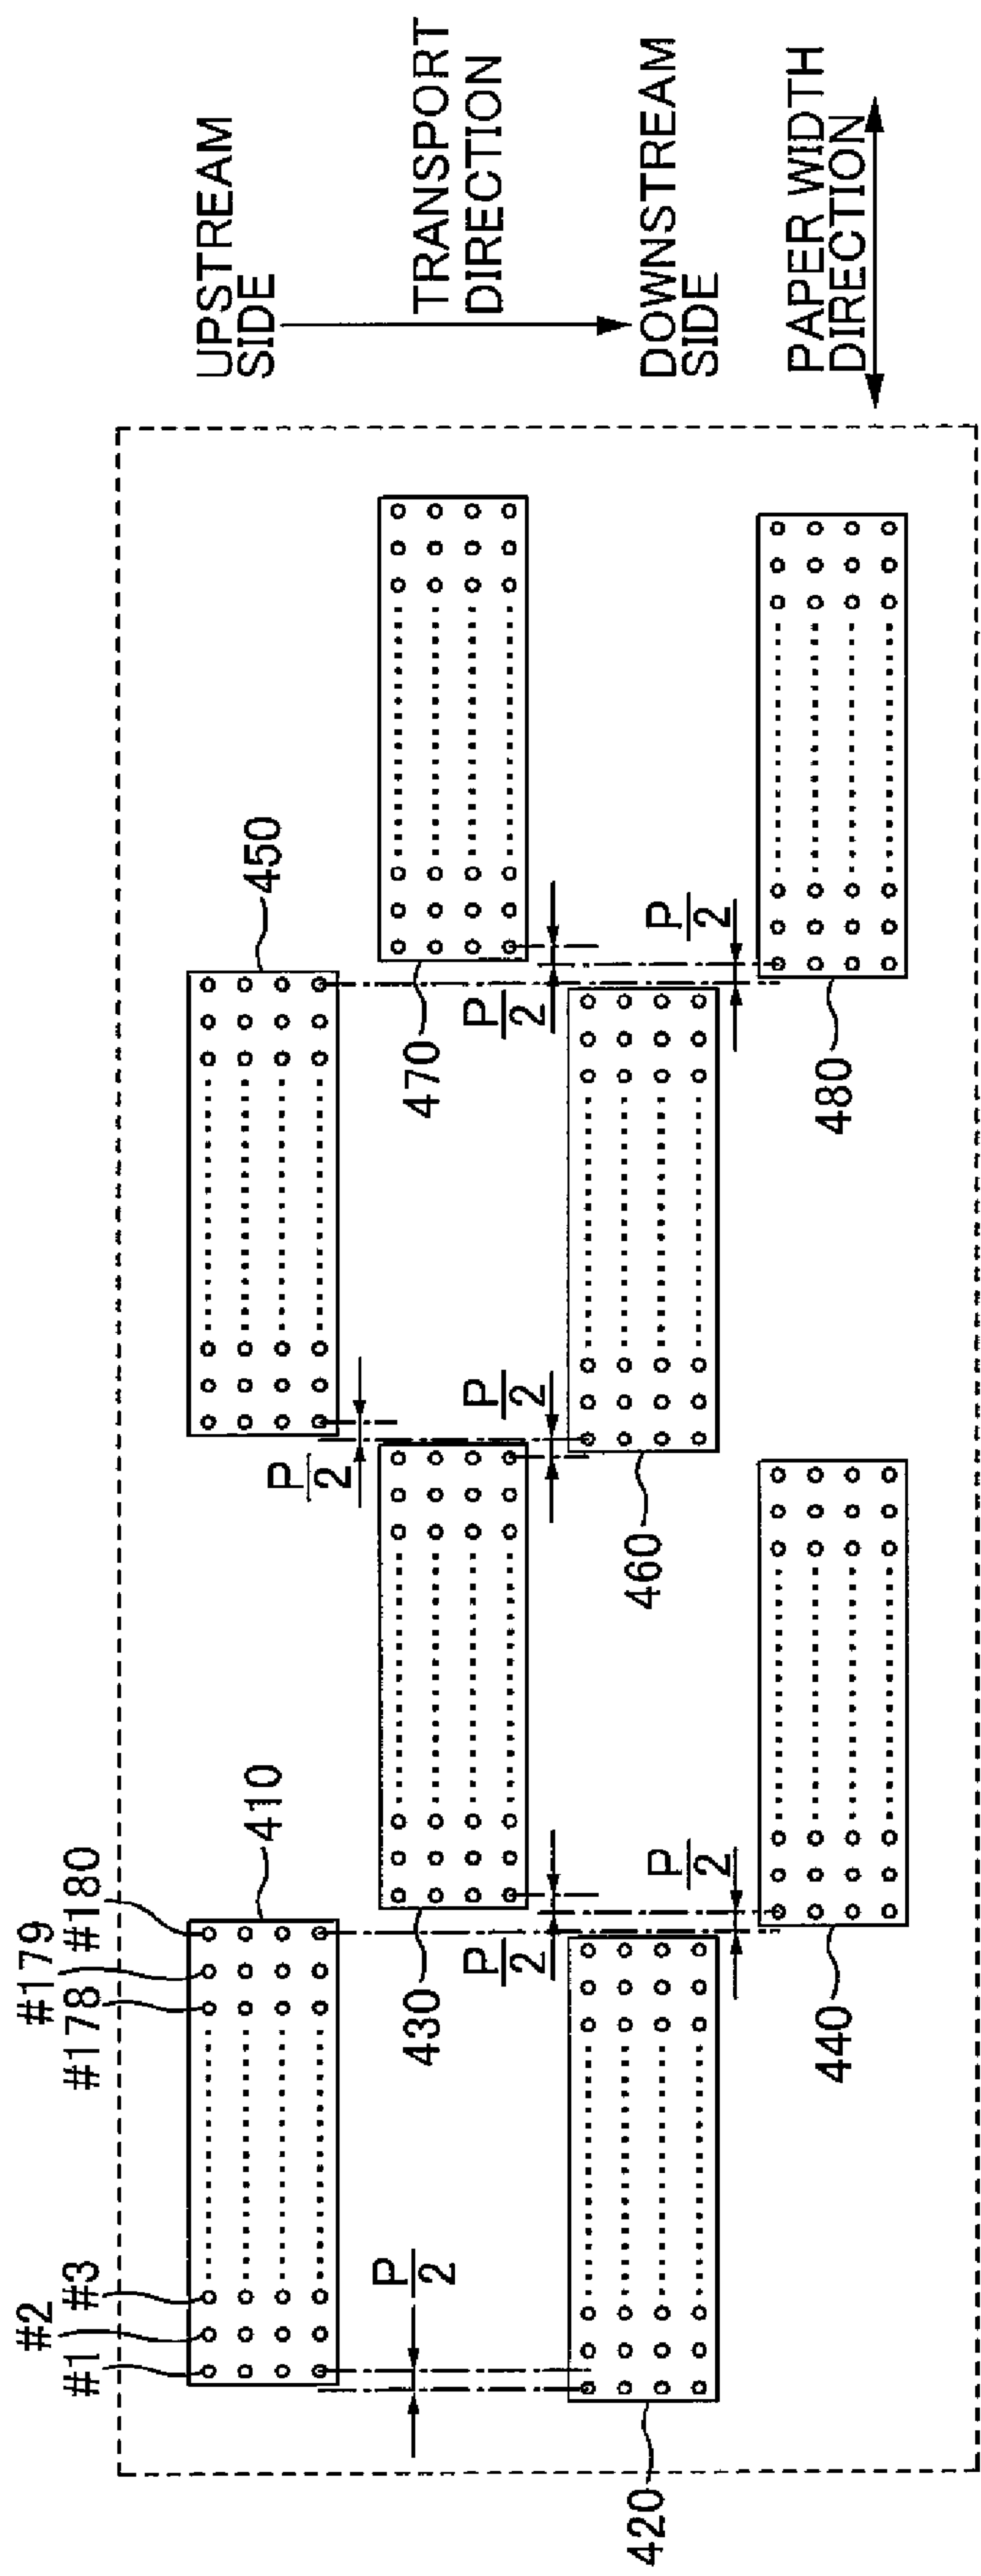 #1
#2
#3
#178
#179
#180
410
450
UPSTREAM
SIDE
P
2
P
2
430
470
P
2
P
2
P
2
TRANSPORT
DIRECTION
420
460
P
2
P
2
DOWNSTREAM
SIDE
440
480
PAPER WIDTH
DIRECTION